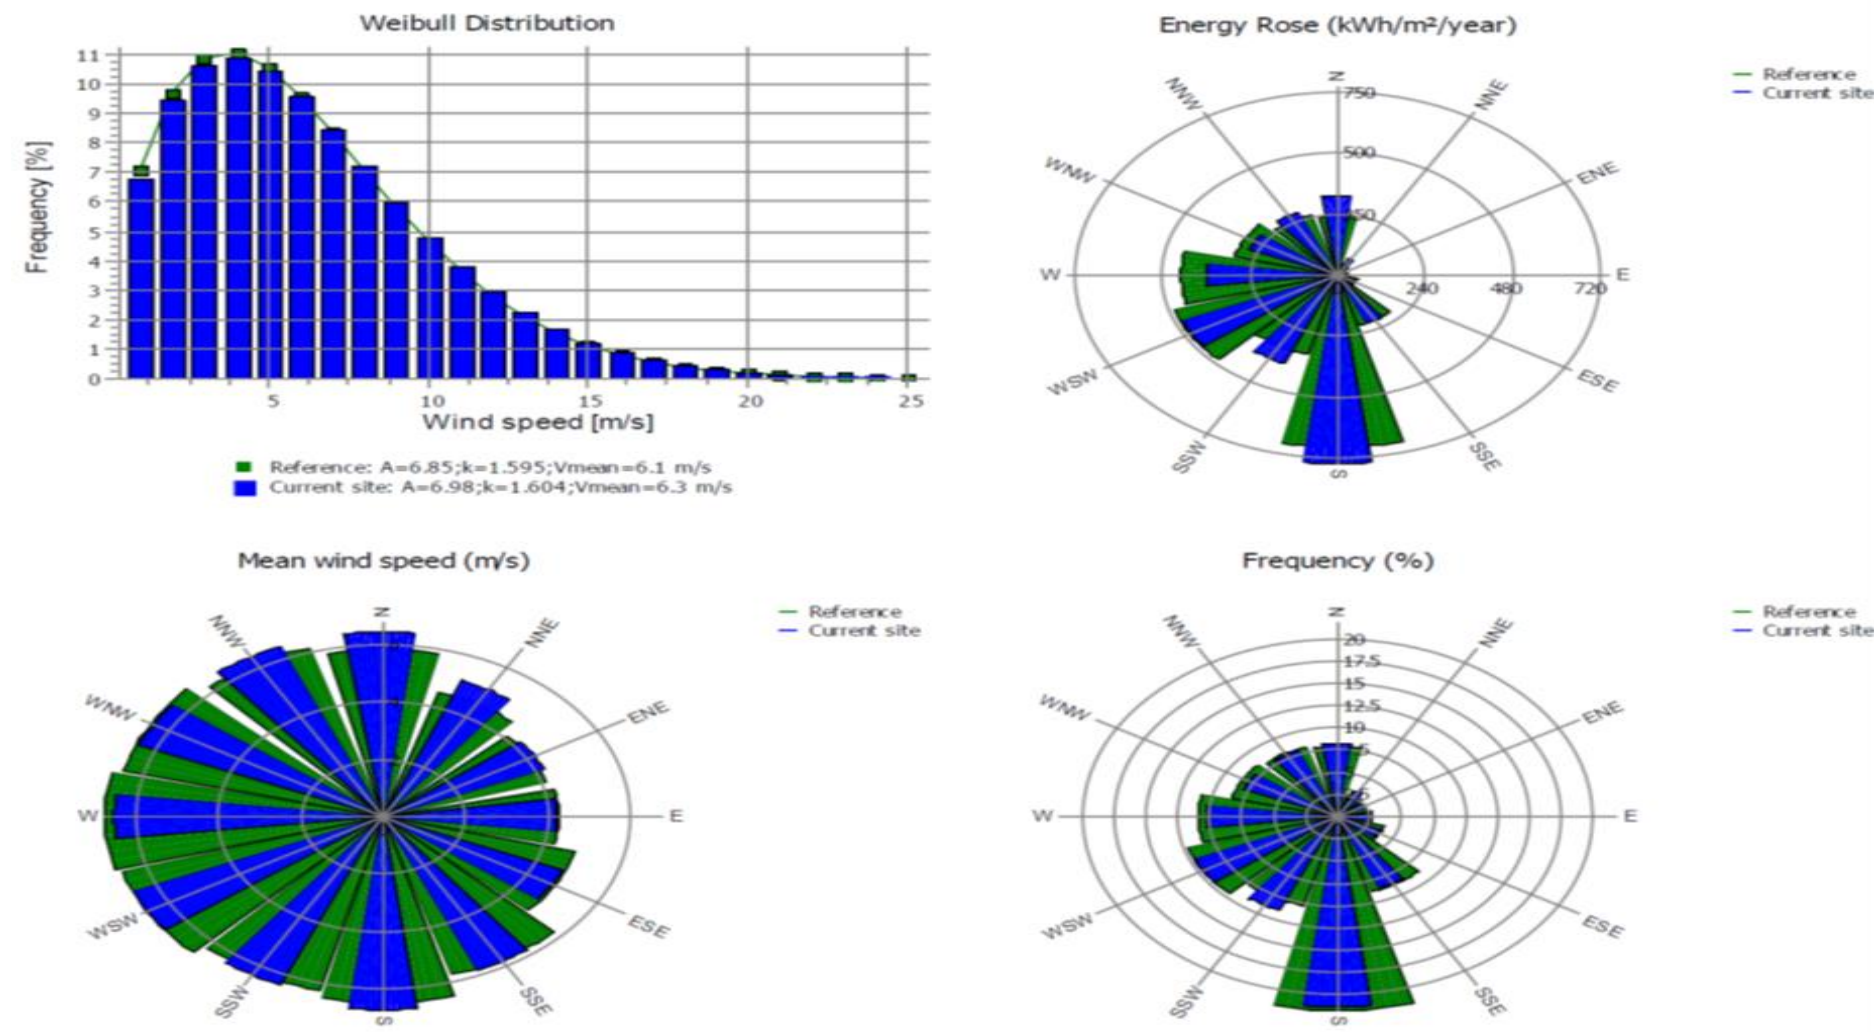 Weibull Distribution
11
10
9
8
7
6
5
4
3
2
1
0
Frequency [%]
5
10
15
20
25
Wind speed [m/s]
Reference: A=6.85;k=1.595;Vmean=6.1 m/s
Current site: A=6.98;k=1.604;Vmean=6.3 m/s
Energy Rose (kWh/m²/year)
Reference
Current site
N
NNE
ENE
E
ESE
SSE
S
SSW
WSW
W
WNW
NNW
750
500
240
480
720
Mean wind speed (m/s)
Reference
Current site
N
NNE
ENE
E
ESE
SSE
S
SSW
WSW
W
WNW
NNW
Frequency (%)
Reference
Current site
N
NNE
ENE
E
ESE
SSE
S
SSW
WSW
W
WNW
NNW
20
17.5
15
12.5
10